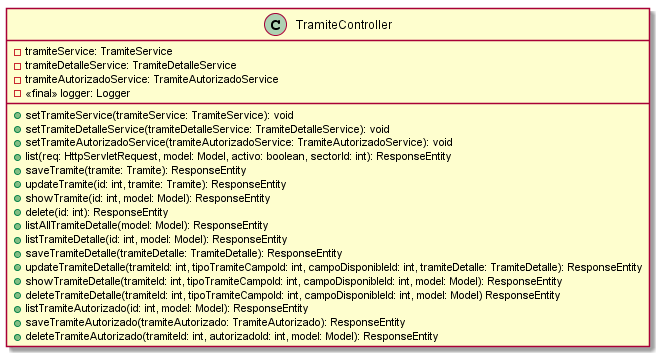 C TramiteController
tramiteService: TramiteService
tramiteDetalleService: TramiteDetalleService
tramiteAutorizadoService: TramiteAutorizadoService
«final» logger: Logger
setTramiteService(tramiteService: TramiteService): void
setTramiteDetalleService(tramiteDetalleService: TramiteDetalleService): void
setTramiteAutorizadoService(tramiteAutorizadoService: TramiteAutorizadoService): void
list(req: HttpServletRequest, model: Model, activo: boolean, sectorId: int): ResponseEntity
saveTramite(tramite: Tramite): ResponseEntity
updateTramite(id: int, tramite: Tramite): ResponseEntity
showTramite(id: int, model: Model): ResponseEntity
delete(id: int): ResponseEntity
listAllTramiteDetalle(model: Model): ResponseEntity
listTramiteDetalle(id: int, model: Model): ResponseEntity
saveTramiteDetalle(tramiteDetalle: TramiteDetalle): ResponseEntity
updateTramiteDetalle(tramiteId: int, tipoTramiteCampoId: int, campoDisponibleId: int, tramiteDetalle: TramiteDetalle): ResponseEntity
showTramiteDetalle(tramiteId: int, tipoTramiteCampoId: int, campoDisponibleId: int, model: Model): ResponseEntity
deleteTramiteDetalle(tramiteId: int, tipoTramiteCampoId: int, campoDisponibleId: int, model: Model) ResponseEntity
listTramiteAutorizado(id: int, model: Model): ResponseEntity
saveTramiteAutorizado(tramiteAutorizado: TramiteAutorizado): ResponseEntity
deleteTramiteAutorizado(tramiteId: int, autorizadoId: int, model: Model): ResponseEntity